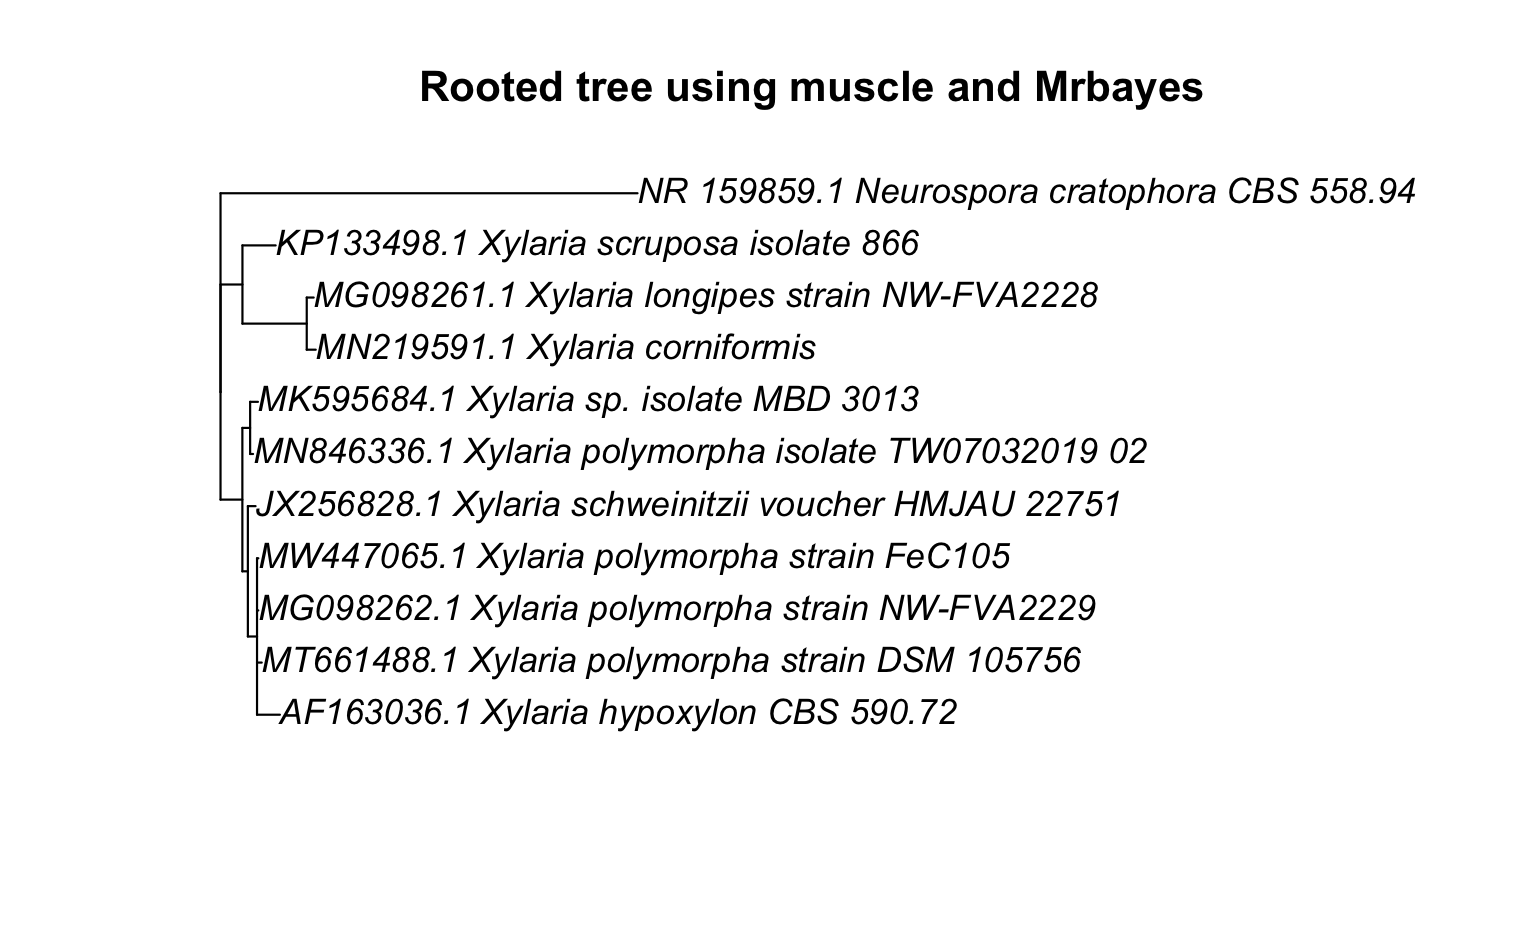 Rooted tree using muscle and Mrbayes
NR 159859.1 Neurospora cratophora CBS 558.94
KP133498.1 Xylaria scruposa isolate 866
MG098261.1 Xylaria longipes strain NW-FVA2228
MN219591.1 Xylaria corniformis
MK595684.1 Xylaria sp. isolate MBD 3013
MN846336.1 Xylaria polymorpha isolate TW07032019 02
JX256828.1 Xylaria schweinitzii voucher HMJAU 22751
MW447065.1 Xylaria polymorpha strain FeC105
MG098262.1 Xylaria polymorpha strain NW-FVA2229
MT661488.1 Xylaria polymorpha strain DSM 105756
AF163036.1 Xylaria hypoxylon CBS 590.72